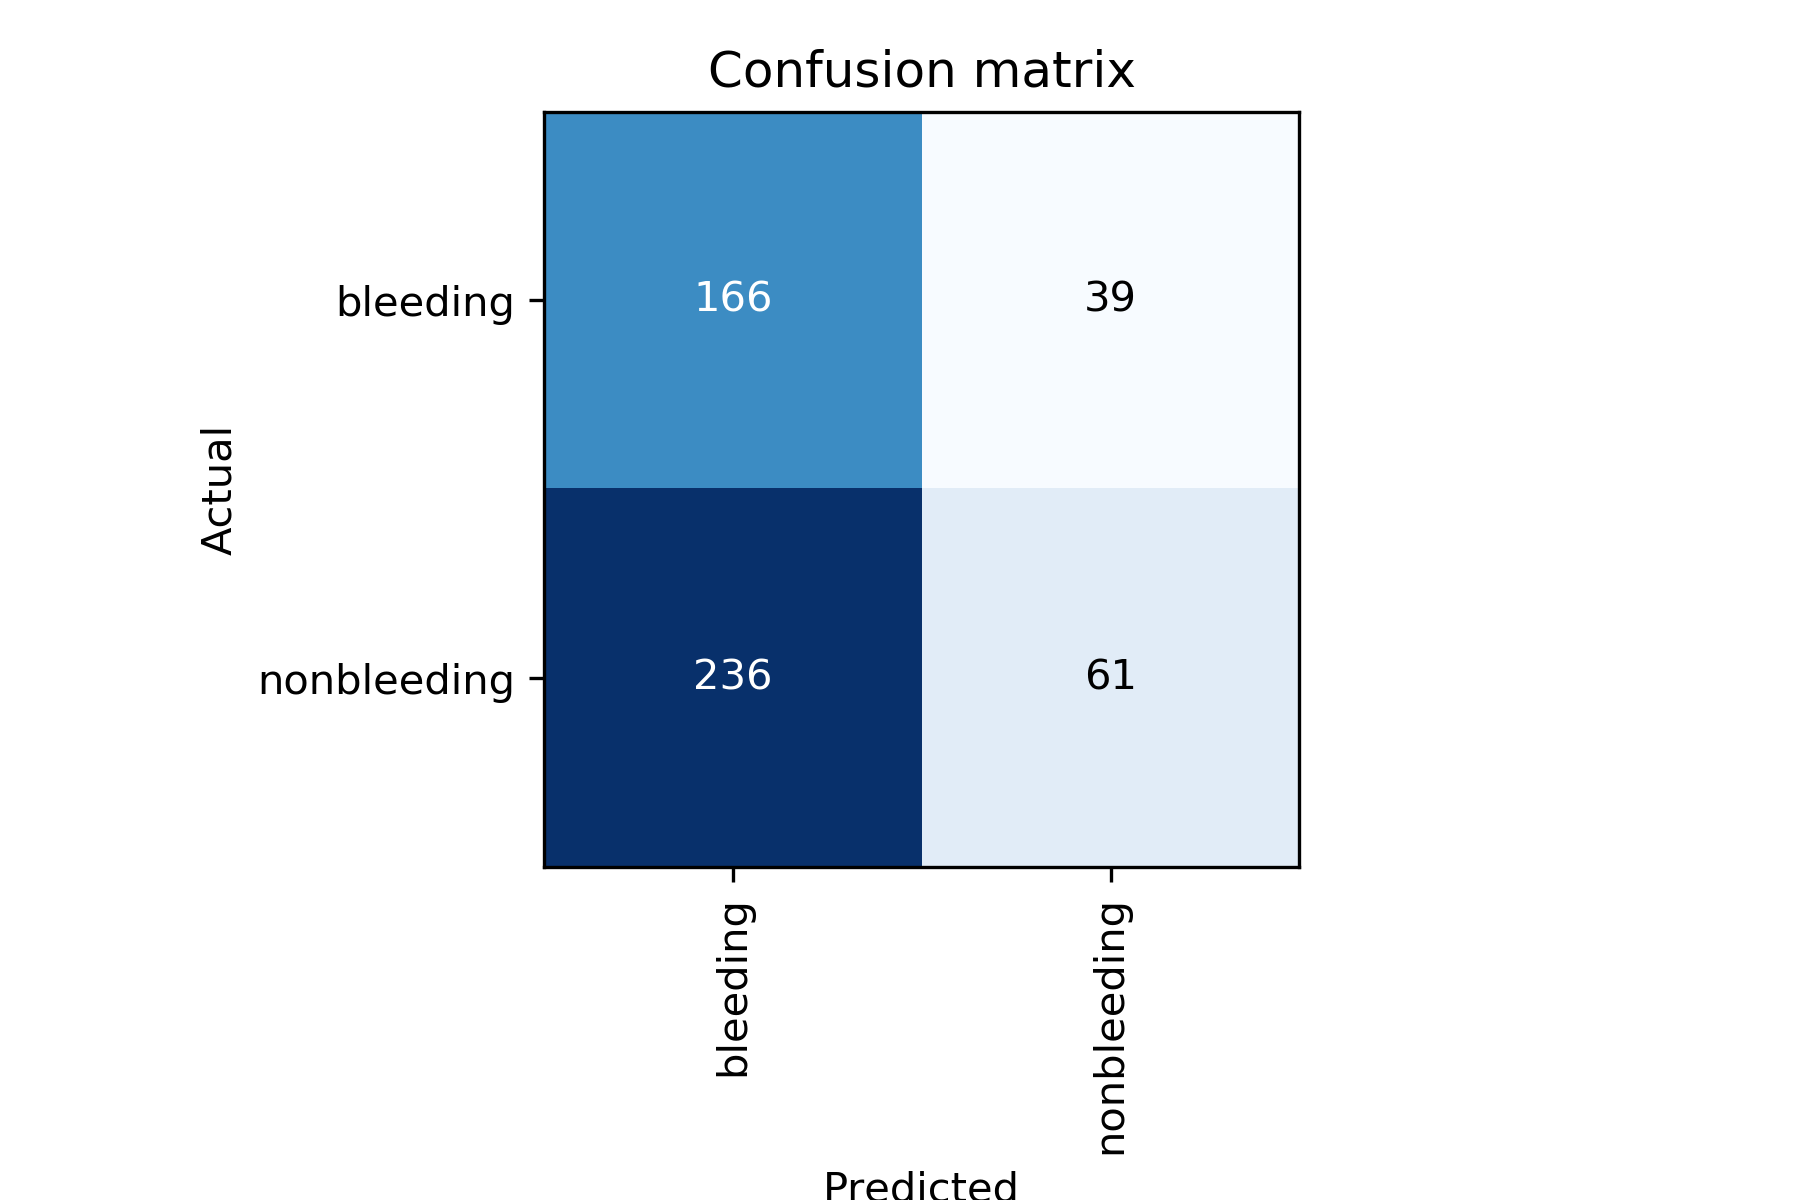 Confusion matrix
Actual
bleeding
166
39
nonbleeding
236
61
bleeding
nonbleeding
Predicted